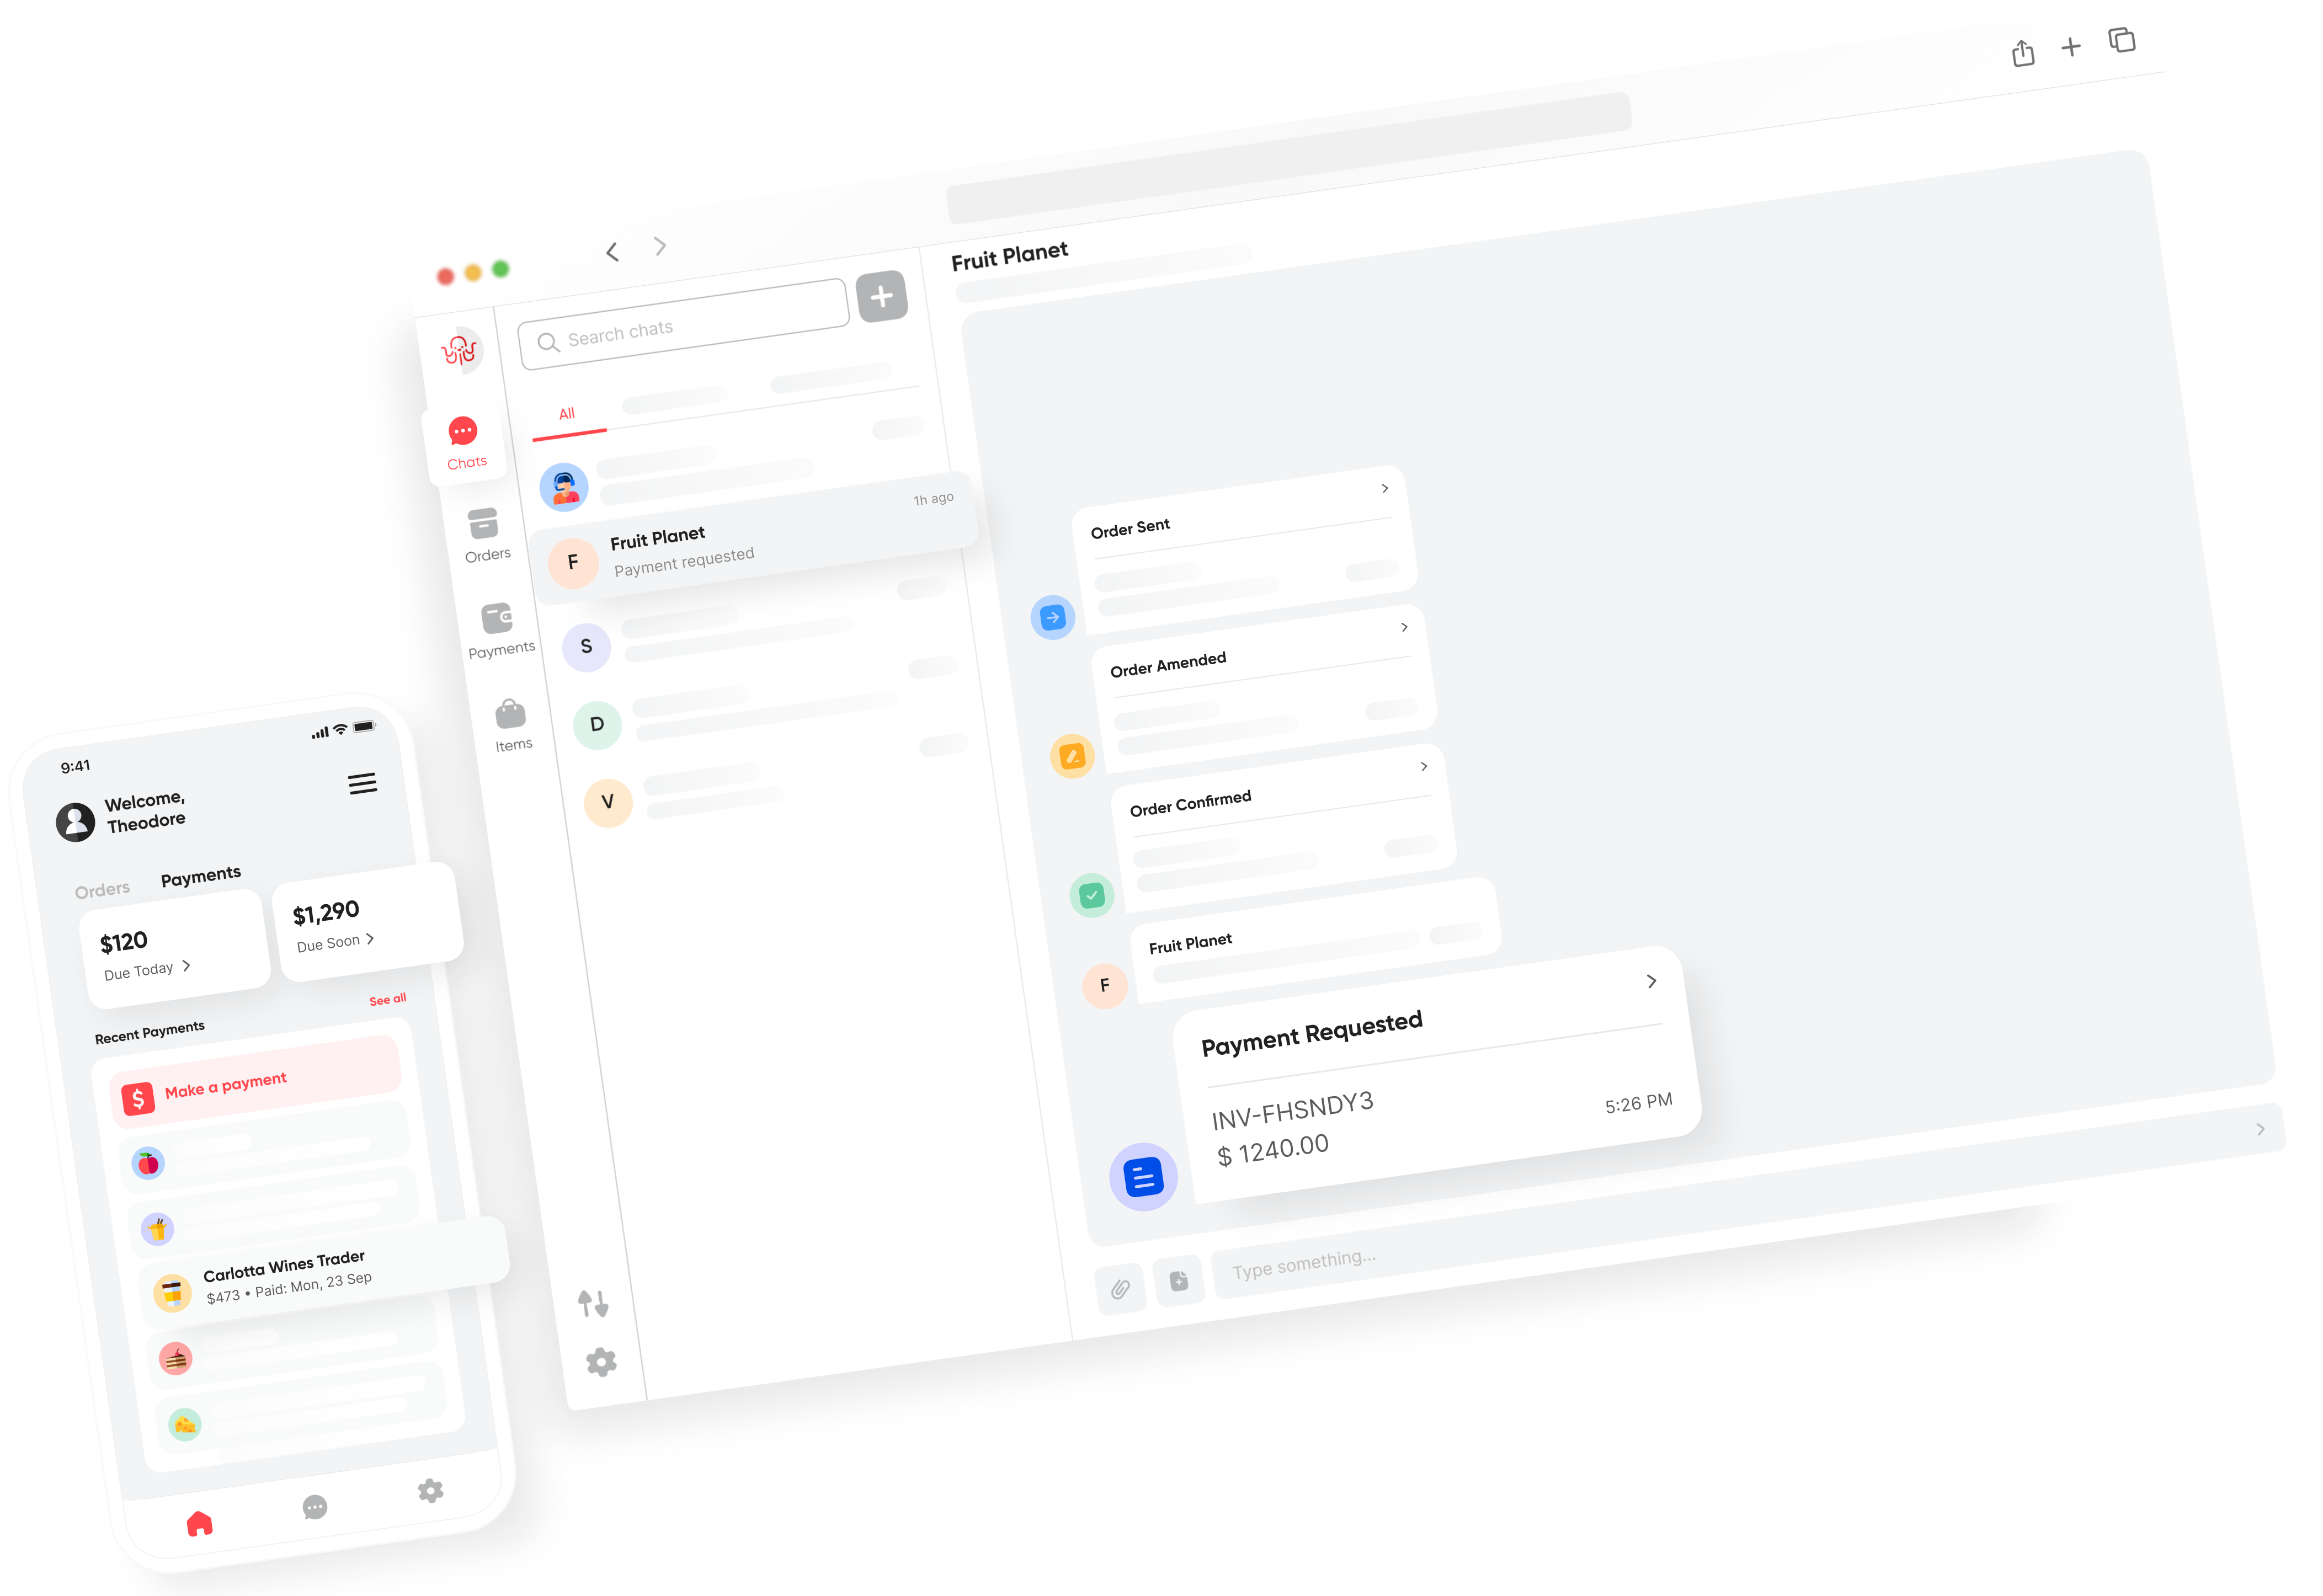 9:41
Welcome,
Theodore
Orders
Payments
$120
Due Today
$1,290
Due Soon
Recent Payments
See all
$
Make a payment
Carlotta Wines Trader
$473 • Paid: Mon, 23 Sep
Chats
Orders
Payments
Items
Search chats
All
F
Fruit Planet
Payment requested
1h ago
S
D
V
Fruit Planet
Order Sent
Order Amended
Order Confirmed
F
Fruit Planet
Payment Requested
INV-FHSNDY3
$ 1240.00
5:26 PM
Type something...